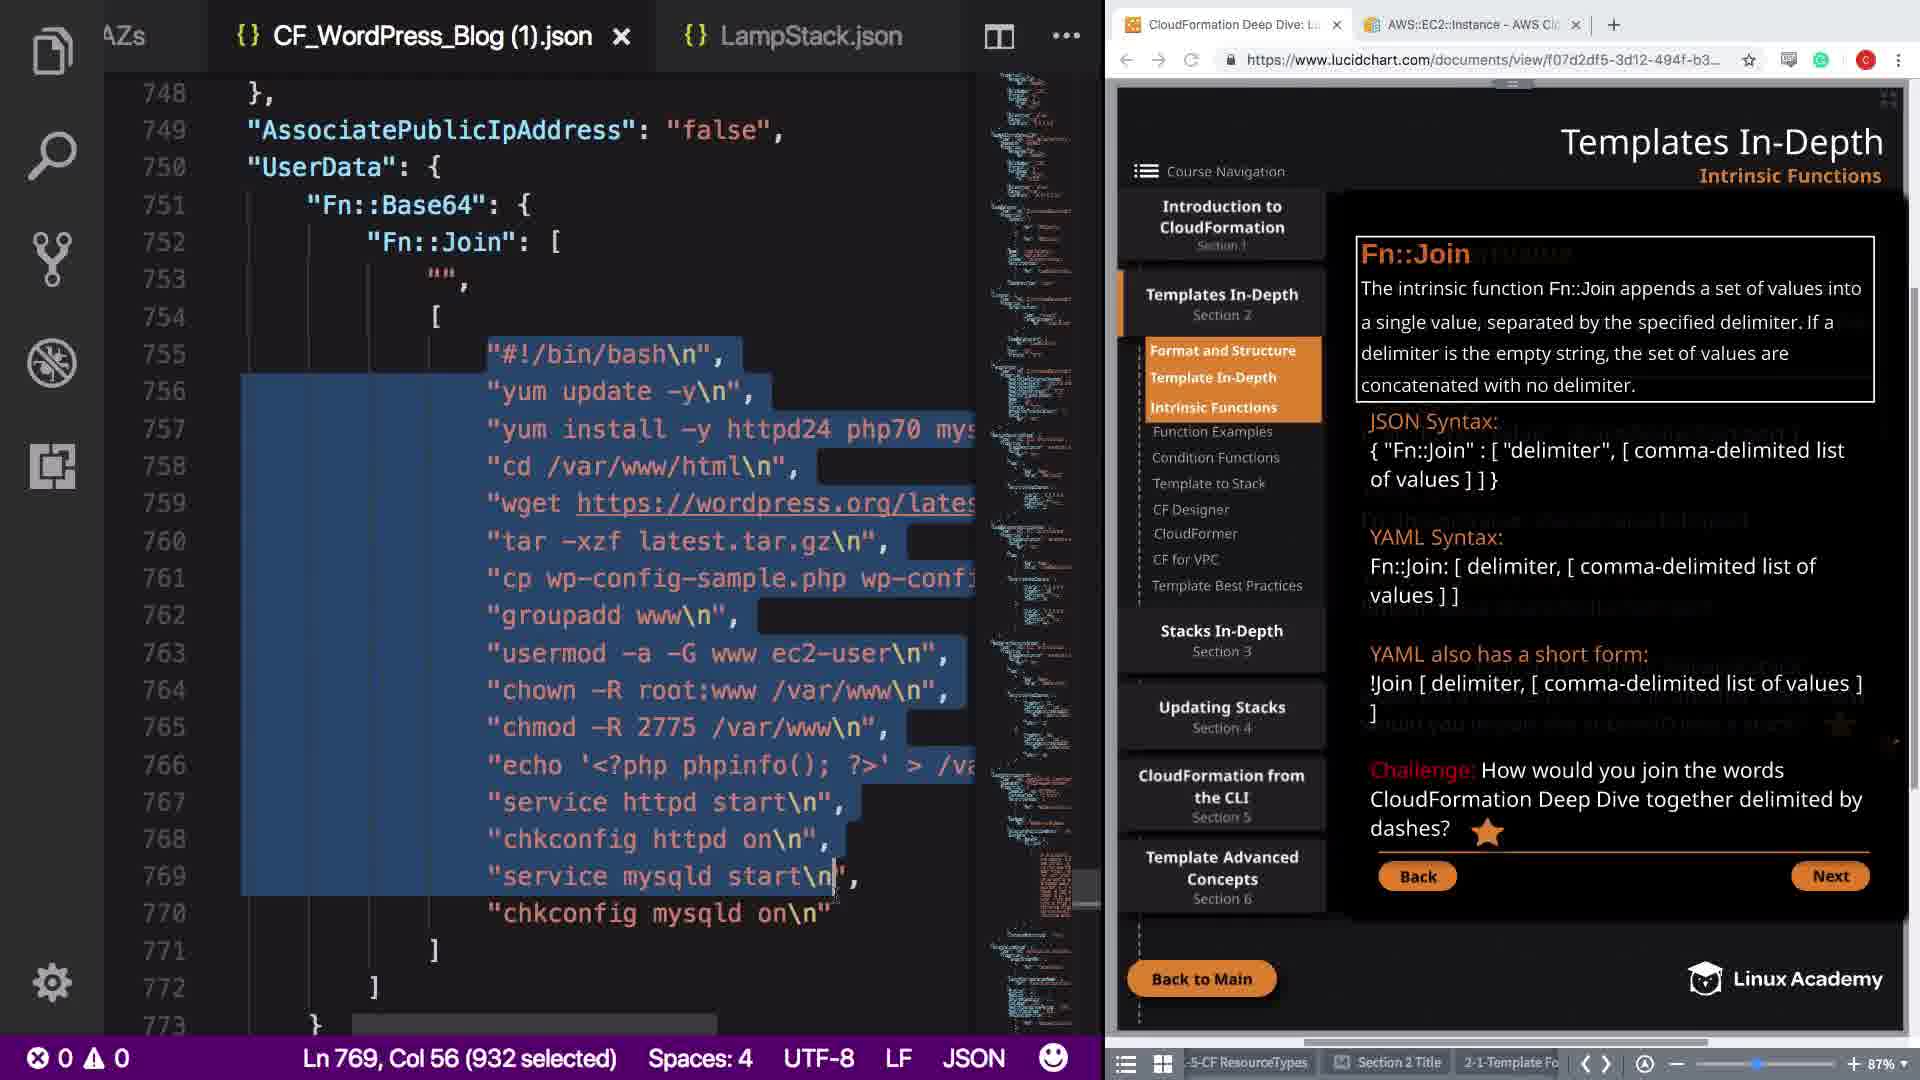 AZs
{} CF_WordPress_Blog (1).json
{} LampStack.json
748 },
749 "AssociatePublicIpAddress": "false",
750 "UserData": {
751 "Fn::Base64": {
752 "Fn::Join": [
753 "",
754 [
755 "#!/bin/bash\n",
756 "yum update -y\n",
757 "yum install -y httpd24 php70 mys
758 "cd /var/www/html\n",
759 "wget https://wordpress.org/lates
760 "tar -xzf latest.tar.gz\n",
761 "cp wp-config-sample.php wp-confi
762 "groupadd www\n",
763 "usermod -a -G www ec2-user\n",
764 "chown -R root:www /var/www\n",
765 "chmod -R 2775 /var/www\n",
766 "echo '<?php phpinfo(); ?>' > /va
767 "service httpd start\n",
768 "chkconfig httpd on\n",
769 "service mysqld start\n",
770 "chkconfig mysqld on\n"
771 ]
772 ]
773 }
0 0
Ln 769, Col 56 (932 selected)
Spaces: 4
UTF-8
LF
JSON
CloudFormation Deep Dive: Lu
AWS::EC2::Instance - AWS Clo
https://www.lucidchart.com/documents/view/f07d2df5-3d12-494f-b3...
C
Templates In-Depth
Intrinsic Functions
Course Navigation
Introduction to
CloudFormation
Section 1
Templates In-Depth
Section 2
Format and Structure
Template In-Depth
Intrinsic Functions
Function Examples
Condition Functions
Template to Stack
CF Designer
CloudFormer
CF for VPC
Template Best Practices
Stacks In-Depth
Section 3
Updating Stacks
Section 4
CloudFormation from
the CLI
Section 5
Template Advanced
Concepts
Section 6
Back to Main
Fn::Join
The intrinsic function Fn::Join appends a set of values into
a single value, separated by the specified delimiter. If a
delimiter is the empty string, the set of values are
concatenated with no delimiter.
JSON Syntax:
{ "Fn::Join" : [ "delimiter", [ comma-delimited list
of values ] ] }
YAML Syntax:
Fn::Join: [ delimiter, [ comma-delimited list of
values ] ]
YAML also has a short form:
!Join [ delimiter, [ comma-delimited list of values ]
]
Challenge: How would you join the words
CloudFormation Deep Dive together delimited by
dashes?
Back
Next
Linux Academy
-5-CF ResourceTypes
Section 2 Title
2-1-Template Fo
87%